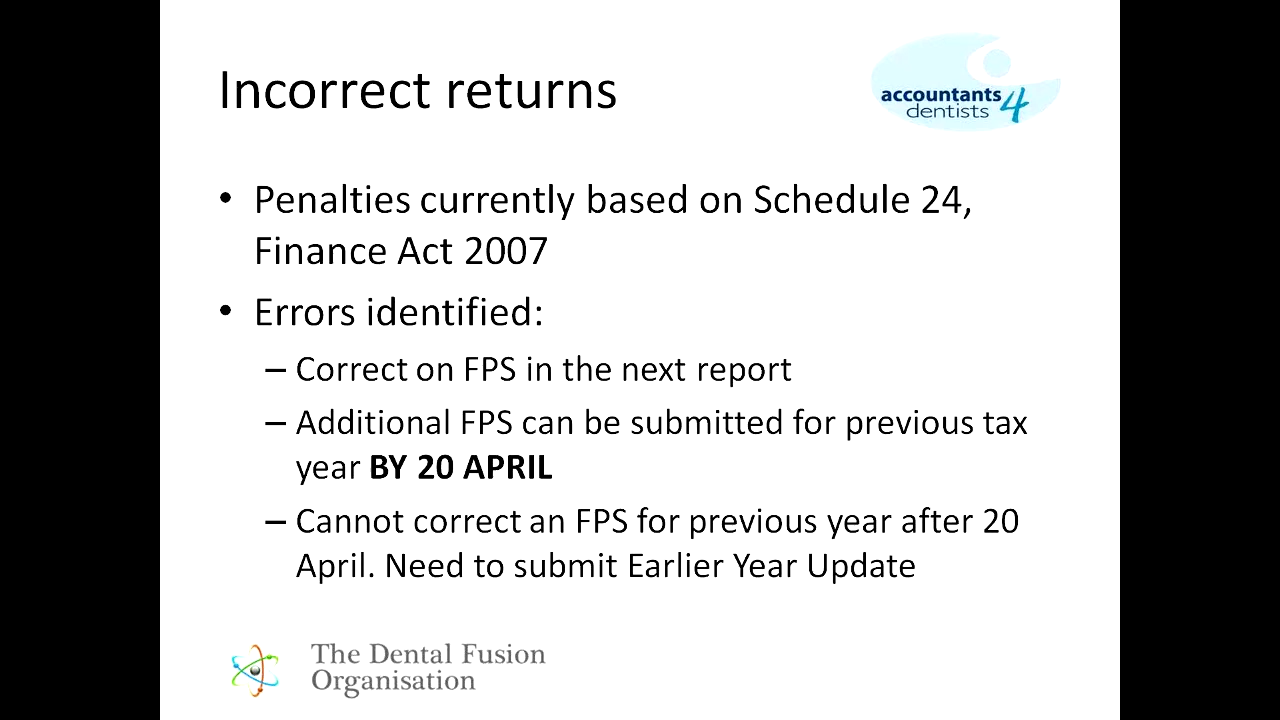 Incorrect returns
accountants 4
dentists
• Penalties currently based on Schedule 24,
Finance Act 2007
• Errors identified:
– Correct on FPS in the next report
– Additional FPS can be submitted for previous tax
year BY 20 APRIL
– Cannot correct an FPS for previous year after 20
April. Need to submit Earlier Year Update
The Dental Fusion
Organisation